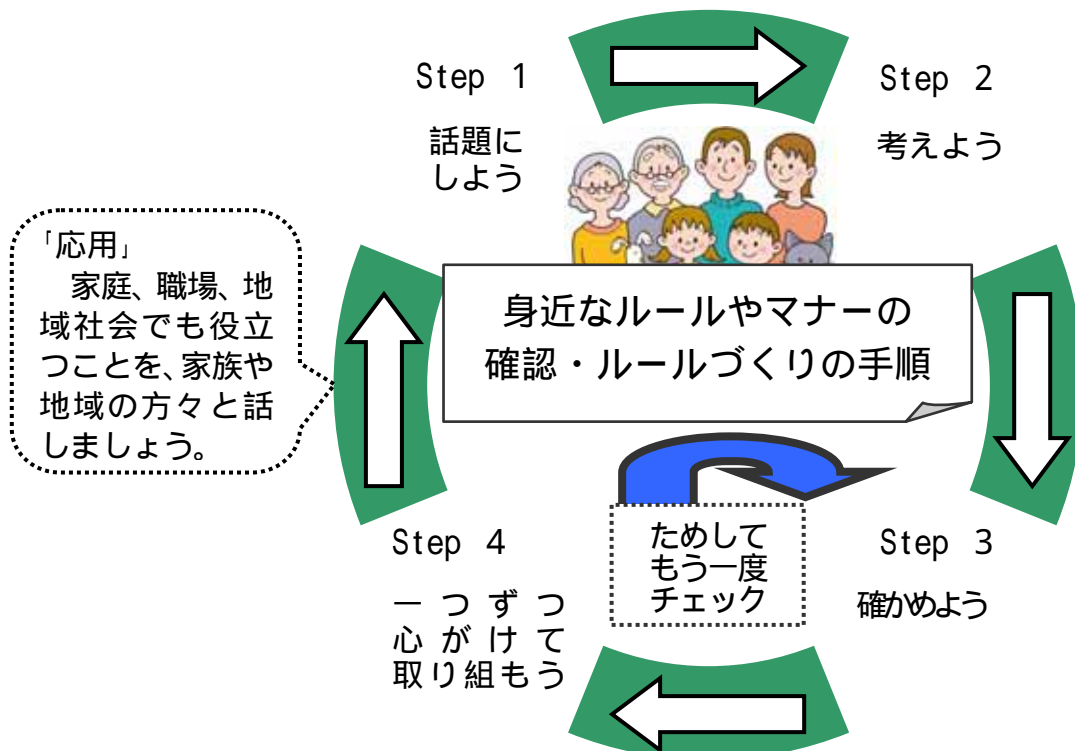 Step 1
話題に
しよう
Step 2
考えよう
「応用」
家庭、職場、地
域社会でも役立
つことを、家族や
地域の方々と話
しましょう。
身近なルールやマナーの
確認・ルールづくりの手順
Step 3
確かめよう
ためして
もう一度
チェック
Step 4
一つずつ
心がけて
取り組もう